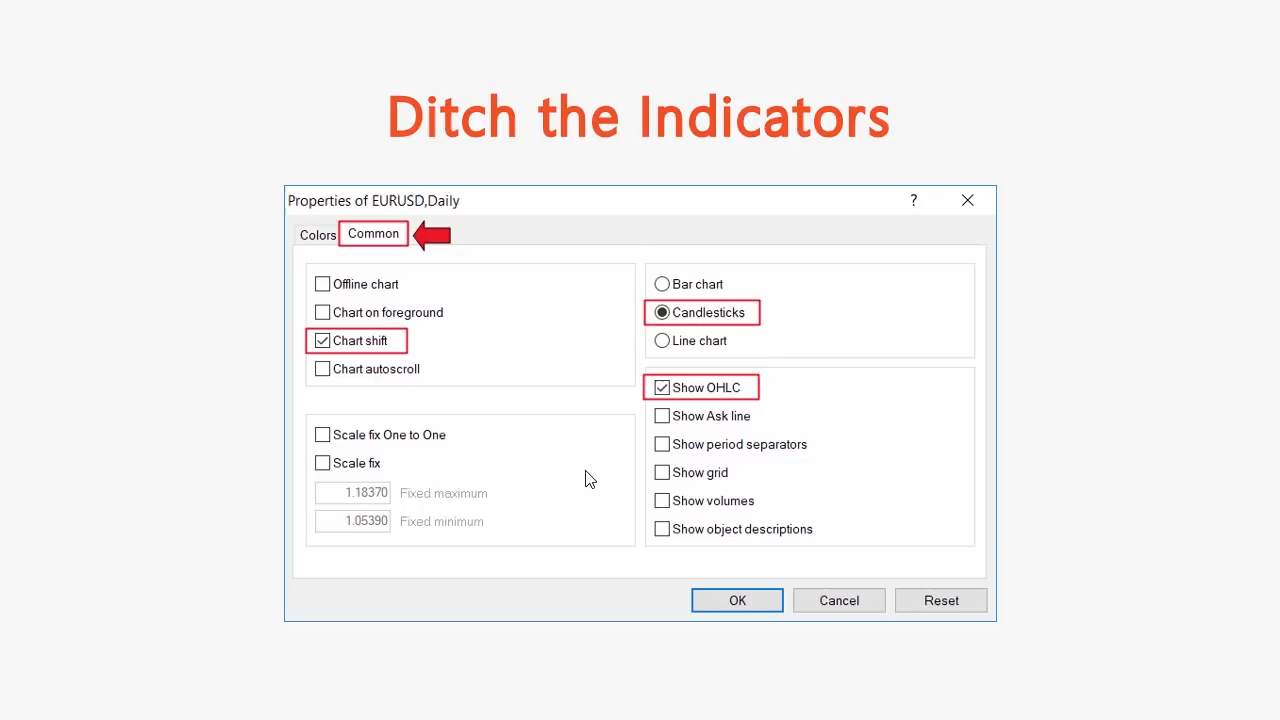 Ditch the Indicators
Properties of EURUSD,Daily
?
Colors
Common
Offline chart
Chart on foreground
Chart shift
Chart autoscroll
Scale fix One to One
Scale fix
1.18370 Fixed maximum
1.05390 Fixed minimum
Bar chart
Candlesticks
Line chart
Show OHLC
Show Ask line
Show period separators
Show grid
Show volumes
Show object descriptions
OK
Cancel
Reset